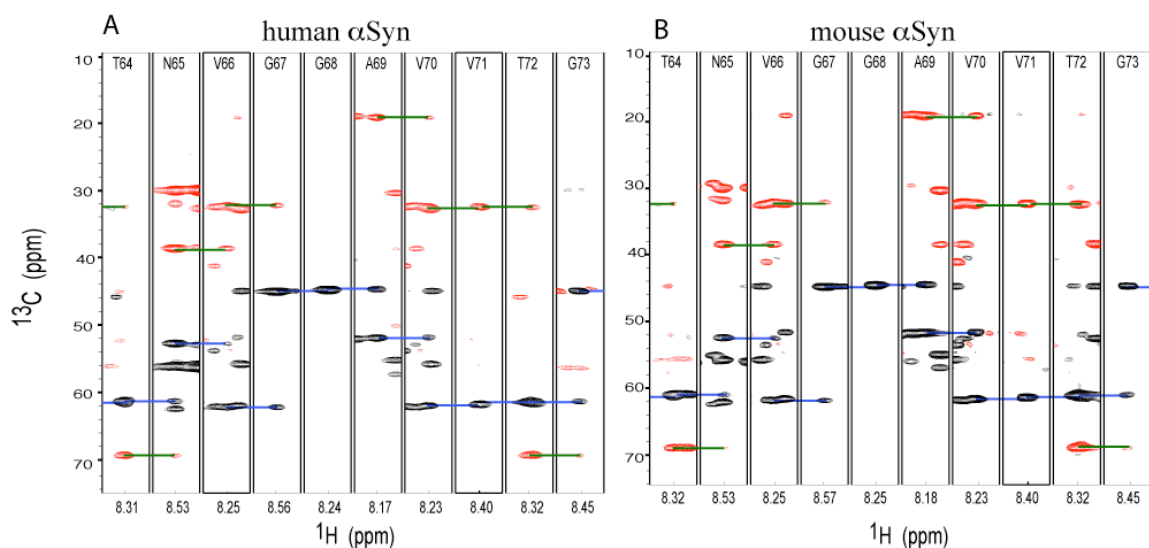 A human αSyn
T64 N65 V66 G67 G68 A69 V70 V71 T72 G73
10
20
30
40
50
60
70
13C (ppm)
8.31 8.53 8.25 8.56 8.24 8.17 8.23 8.40 8.32 8.45
1H (ppm)
B mouse αSyn
T64 N65 V66 G67 G68 A69 V70 V71 T72 G73
10
20
30
40
50
60
70
8.32 8.53 8.25 8.57 8.25 8.18 8.23 8.40 8.32 8.45
1H (ppm)